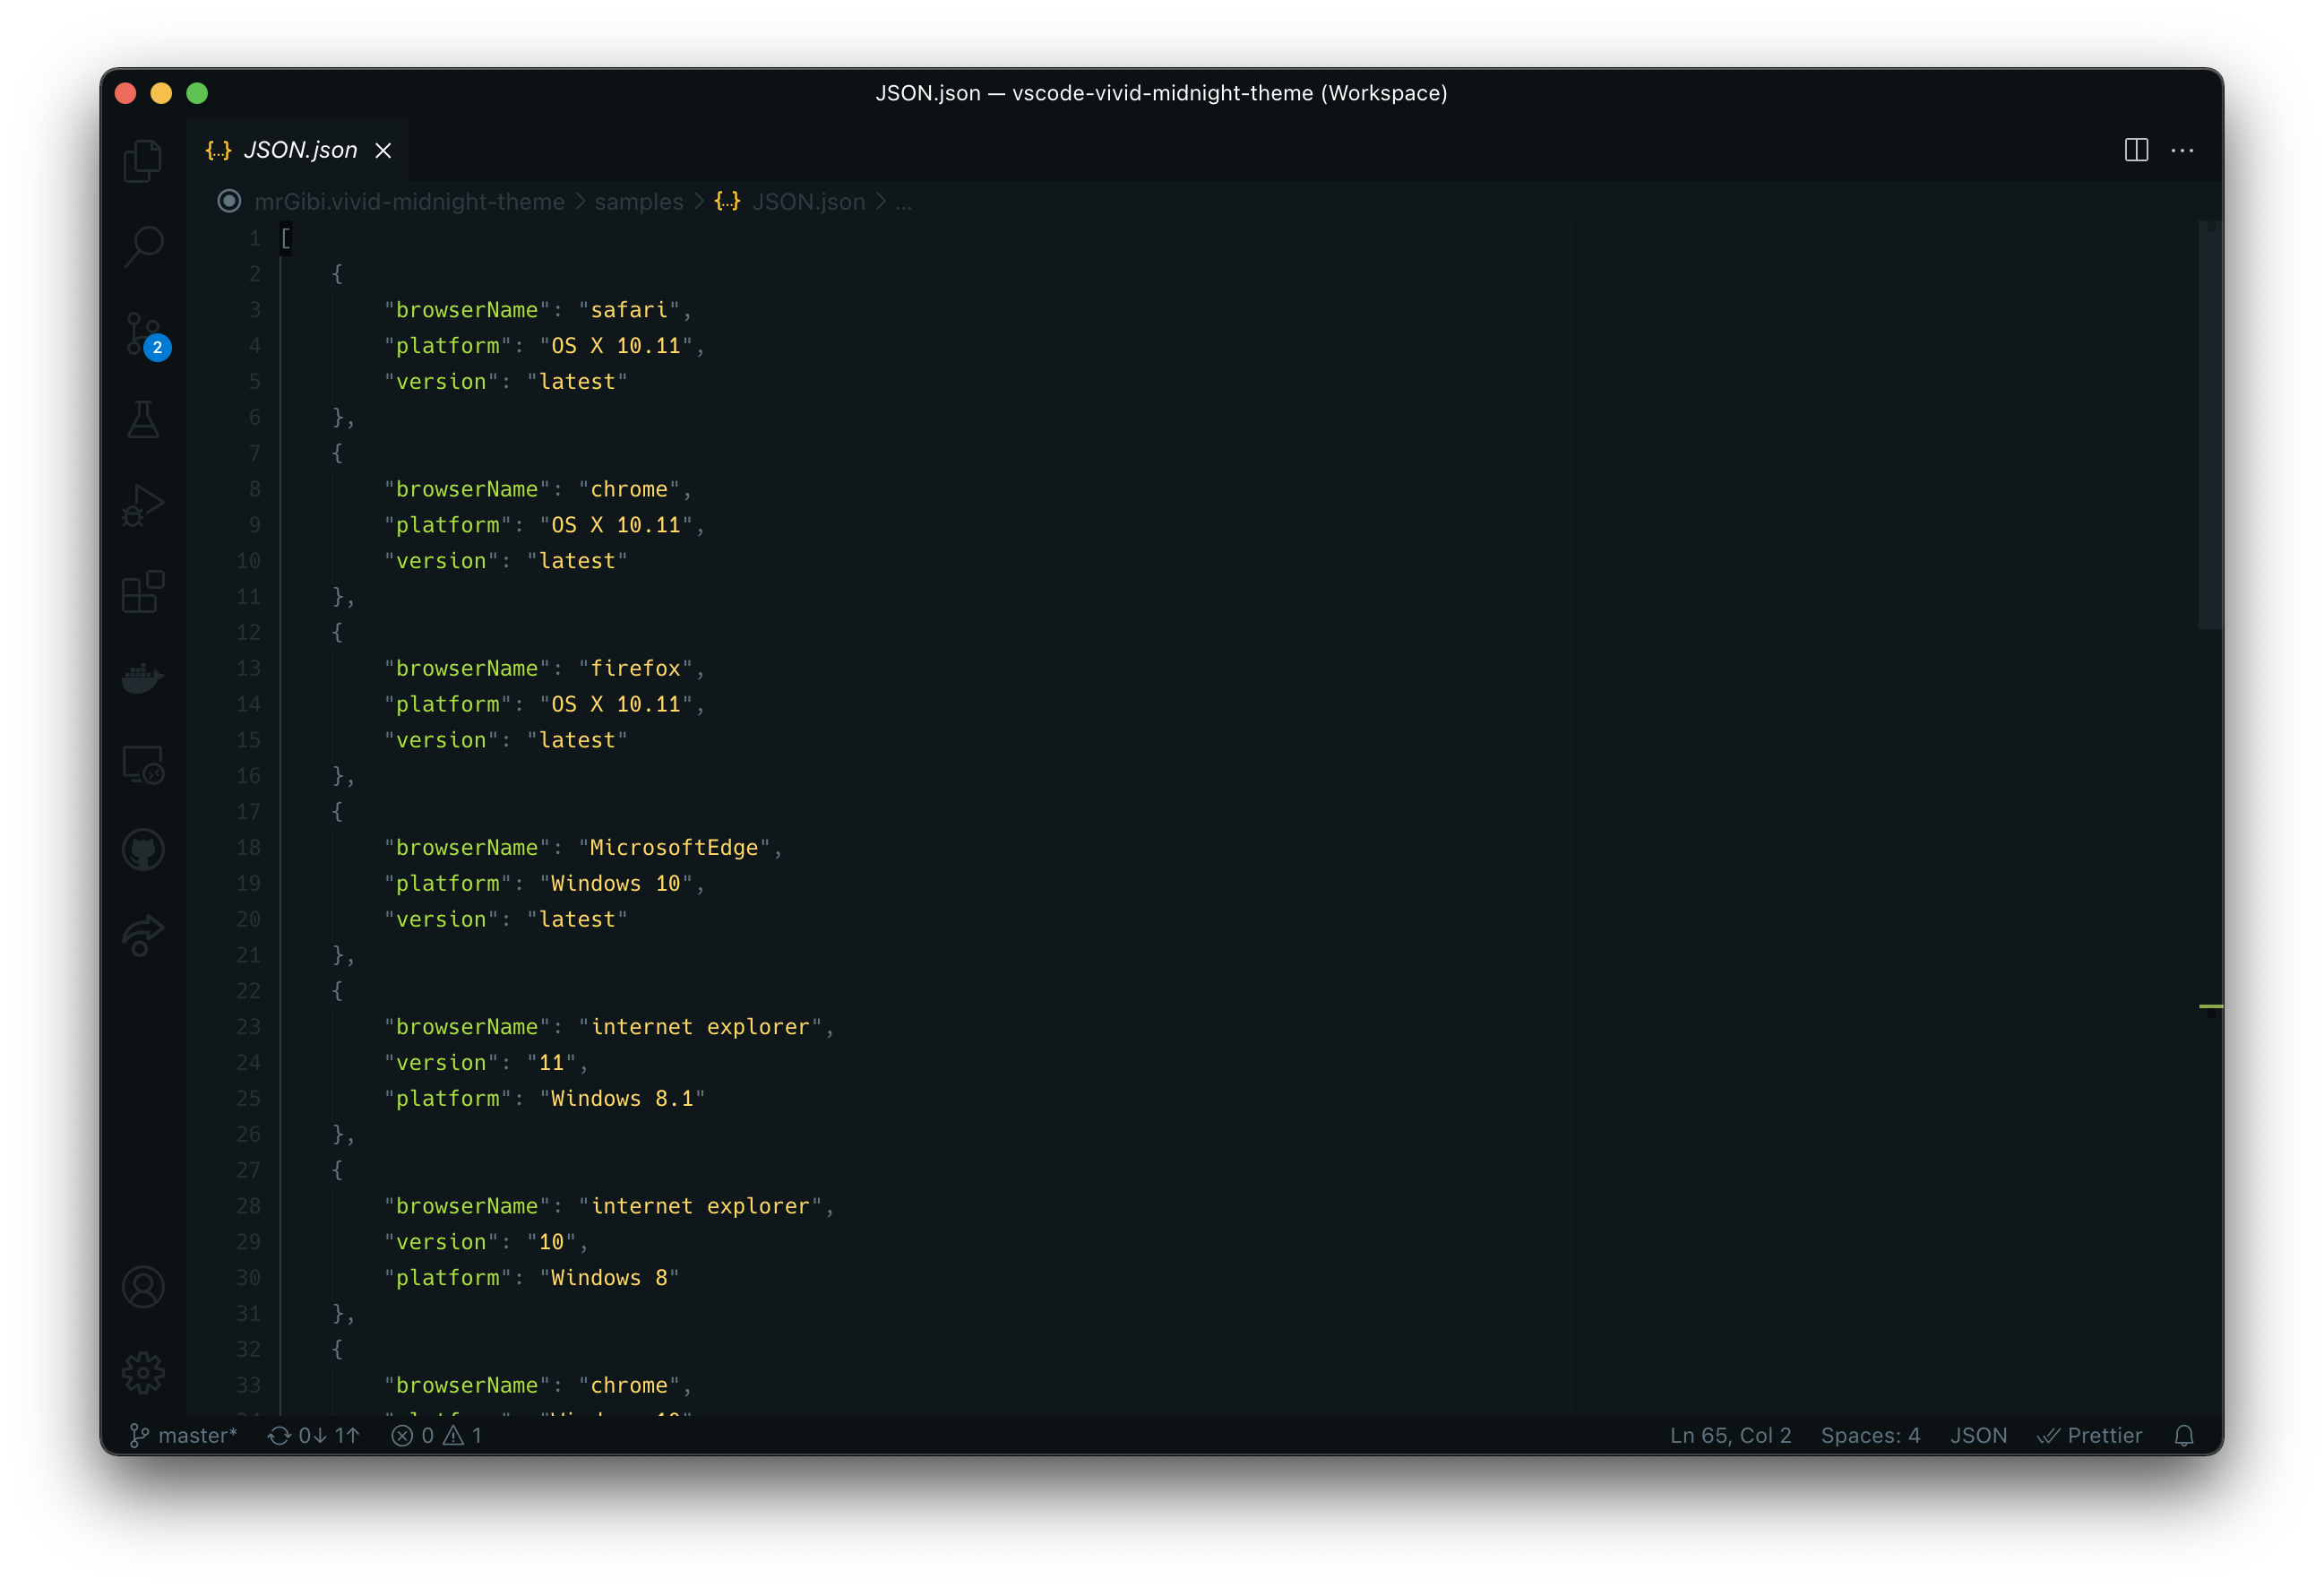 JSON.json — vscode-vivid-midnight-theme (Workspace)
{...} JSON.json
mrGibi.vivid-midnight-theme > samples > {...} JSON.json > ...
1 [
2 {
3 "browserName": "safari",
4 "platform": "OS X 10.11",
5 "version": "latest"
6 },
7 {
8 "browserName": "chrome",
9 "platform": "OS X 10.11",
10 "version": "latest"
11 },
12 {
13 "browserName": "firefox",
14 "platform": "OS X 10.11",
15 "version": "latest"
16 },
17 {
18 "browserName": "MicrosoftEdge",
19 "platform": "Windows 10",
20 "version": "latest"
21 },
22 {
23 "browserName": "internet explorer",
24 "version": "11",
25 "platform": "Windows 8.1"
26 },
27 {
28 "browserName": "internet explorer",
29 "version": "10",
30 "platform": "Windows 8"
31 },
32 {
33 "browserName": "chrome",
2
master* 0↓ 1↑ 0 1 Ln 65, Col 2 Spaces: 4 JSON Prettier